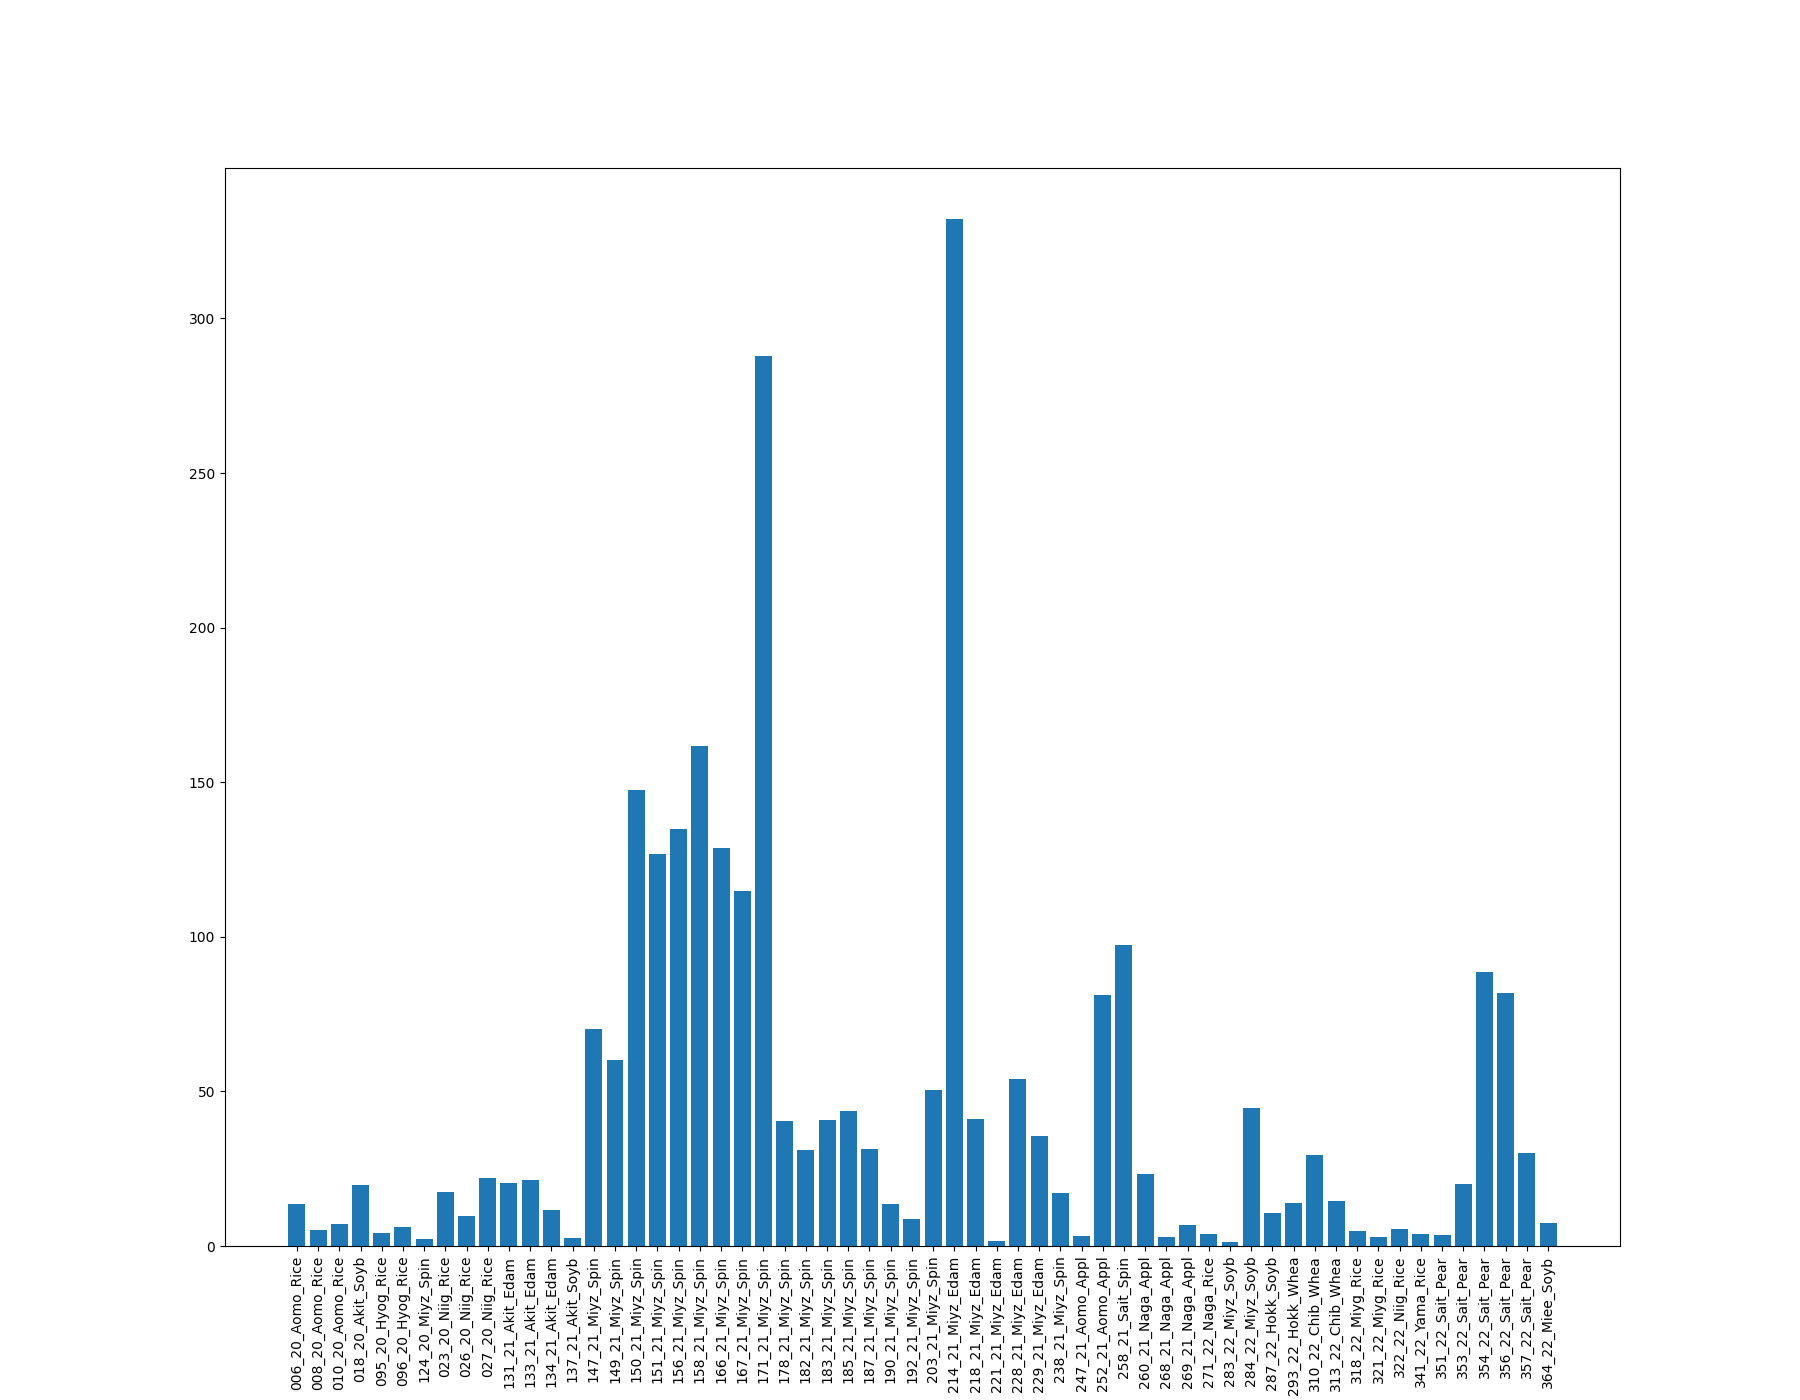 300
250
200
150
100
50
0
006_20_Aomo_Rice
008_20_Aomo_Rice
010_20_Aomo_Rice
018_20_Akit_Soyb
095_20_Hyog_Rice
096_20_Hyog_Rice
124_20_Miyz_Spin
023_20_Niig_Rice
026_20_Niig_Rice
027_20_Niig_Rice
131_21_Akit_Edam
133_21_Akit_Edam
134_21_Akit_Edam
137_21_Akit_Soyb
147_21_Miyz_Spin
149_21_Miyz_Spin
150_21_Miyz_Spin
151_21_Miyz_Spin
156_21_Miyz_Spin
158_21_Miyz_Spin
166_21_Miyz_Spin
167_21_Miyz_Spin
171_21_Miyz_Spin
178_21_Miyz_Spin
182_21_Miyz_Spin
183_21_Miyz_Spin
185_21_Miyz_Spin
187_21_Miyz_Spin
190_21_Miyz_Spin
192_21_Miyz_Spin
203_21_Miyz_Spin
214_21_Miyz_Edam
218_21_Miyz_Edam
221_21_Miyz_Edam
228_21_Miyz_Edam
229_21_Miyz_Edam
238_21_Miyz_Spin
247_21_Aomo_Appl
252_21_Aomo_Appl
258_21_Sait_Spin
260_21_Naga_Appl
268_21_Naga_Appl
269_21_Naga_Appl
271_22_Naga_Rice
283_22_Miyz_Soyb
284_22_Miyz_Soyb
287_22_Hokk_Soyb
293_22_Hokk_Whea
310_22_Chib_Whea
313_22_Chib_Whea
318_22_Miyg_Rice
321_22_Miyg_Rice
322_22_Niig_Rice
341_22_Yama_Rice
351_22_Sait_Pear
353_22_Sait_Pear
354_22_Sait_Pear
356_22_Sait_Pear
357_22_Sait_Pear
364_22_Miee_Soyb